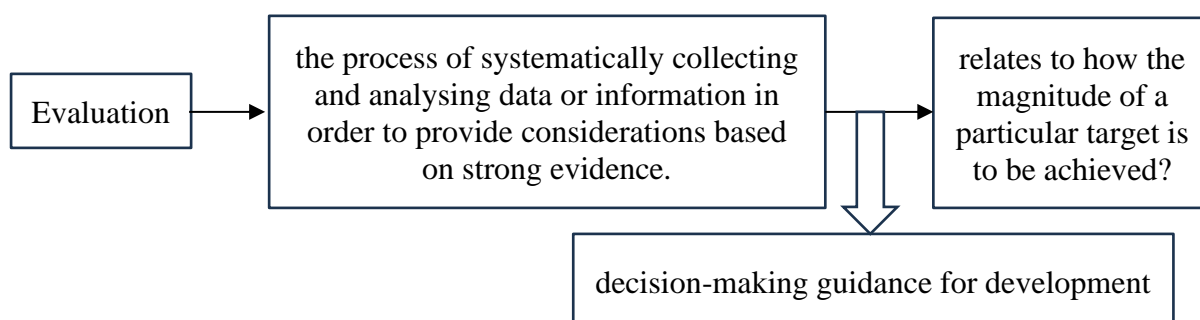 Evaluation
the process of systematically collecting
and analysing data or information in
order to provide considerations based
on strong evidence.
relates to how the
magnitude of a
particular target is
to be achieved?
decision-making guidance for development